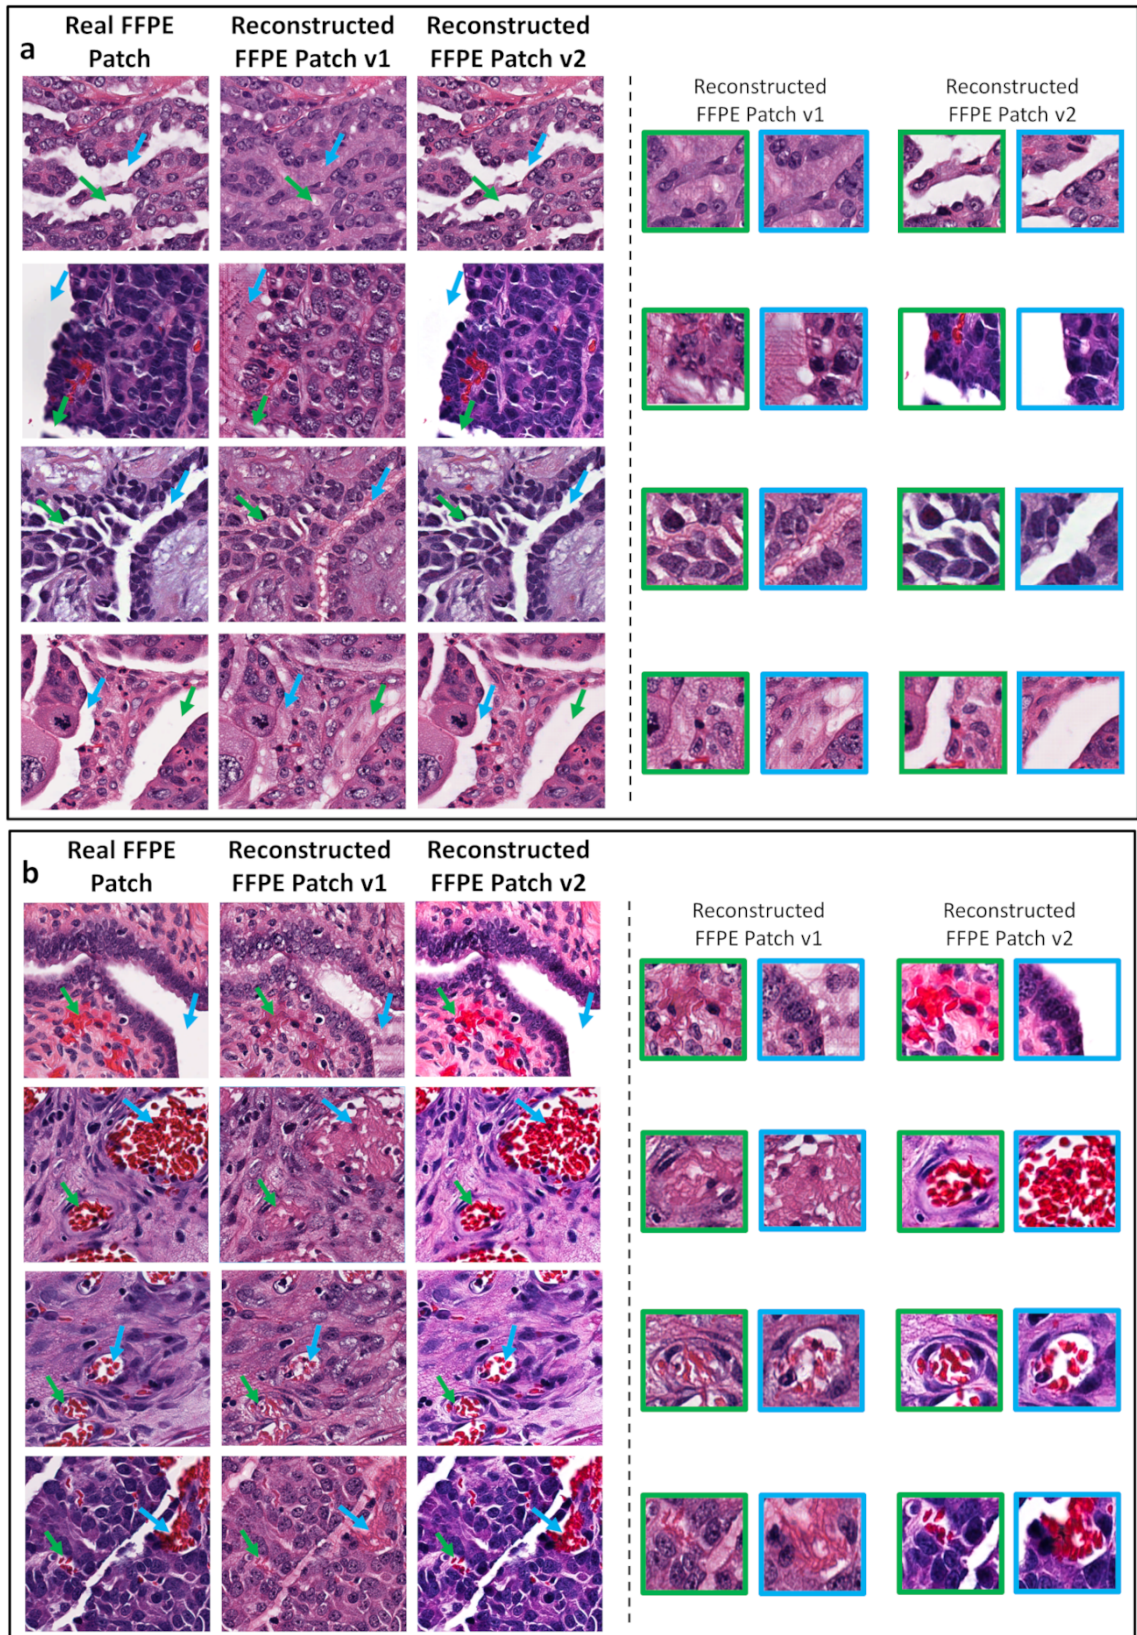 a
Real FFPE
Patch
Reconstructed
FFPE Patch v1
Reconstructed
FFPE Patch v2
Reconstructed
FFPE Patch v1
Reconstructed
FFPE Patch v2
b
Real FFPE
Patch
Reconstructed
FFPE Patch v1
Reconstructed
FFPE Patch v2
Reconstructed
FFPE Patch v1
Reconstructed
FFPE Patch v2